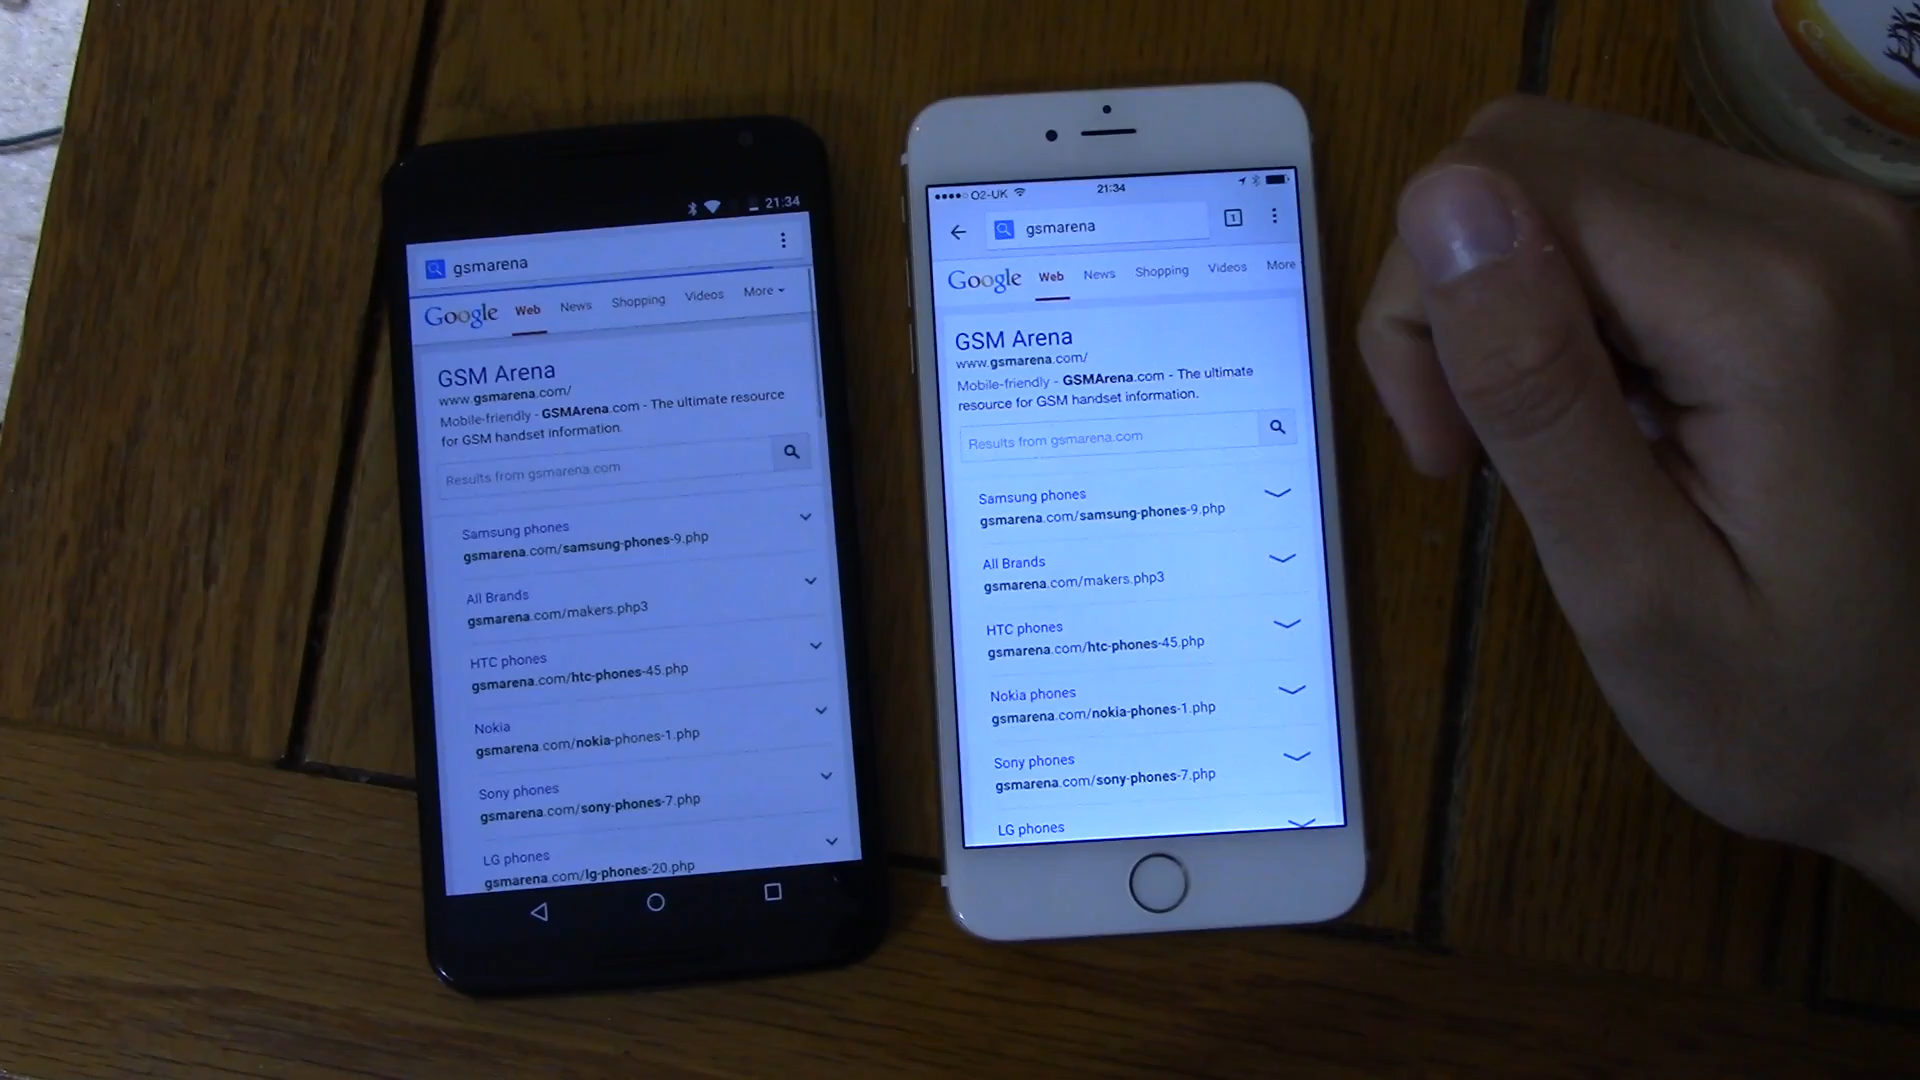 21:34
gsmarena
Google Web News Shopping Videos More
GSM Arena
www.gsmarena.com/
Mobile-friendly - GSMArena.com - The ultimate resource
for GSM handset information.
Results from gsmarena.com
Samsung phones
gsmarena.com/samsung-phones-9.php
All Brands
gsmarena.com/makers.php3
HTC phones
gsmarena.com/htc-phones-45.php
Nokia
gsmarena.com/nokia-phones-1.php
Sony phones
gsmarena.com/sony-phones-7.php
LG phones
gsmarena.com/lg-phones-20.php
O2-UK 21:34
gsmarena 1
Google Web News Shopping Videos More
GSM Arena
www.gsmarena.com/
Mobile-friendly - GSMArena.com - The ultimate
resource for GSM handset information.
Results from gsmarena.com
Samsung phones
gsmarena.com/samsung-phones-9.php
All Brands
gsmarena.com/makers.php3
HTC phones
gsmarena.com/htc-phones-45.php
Nokia phones
gsmarena.com/nokia-phones-1.php
Sony phones
gsmarena.com/sony-phones-7.php
LG phones